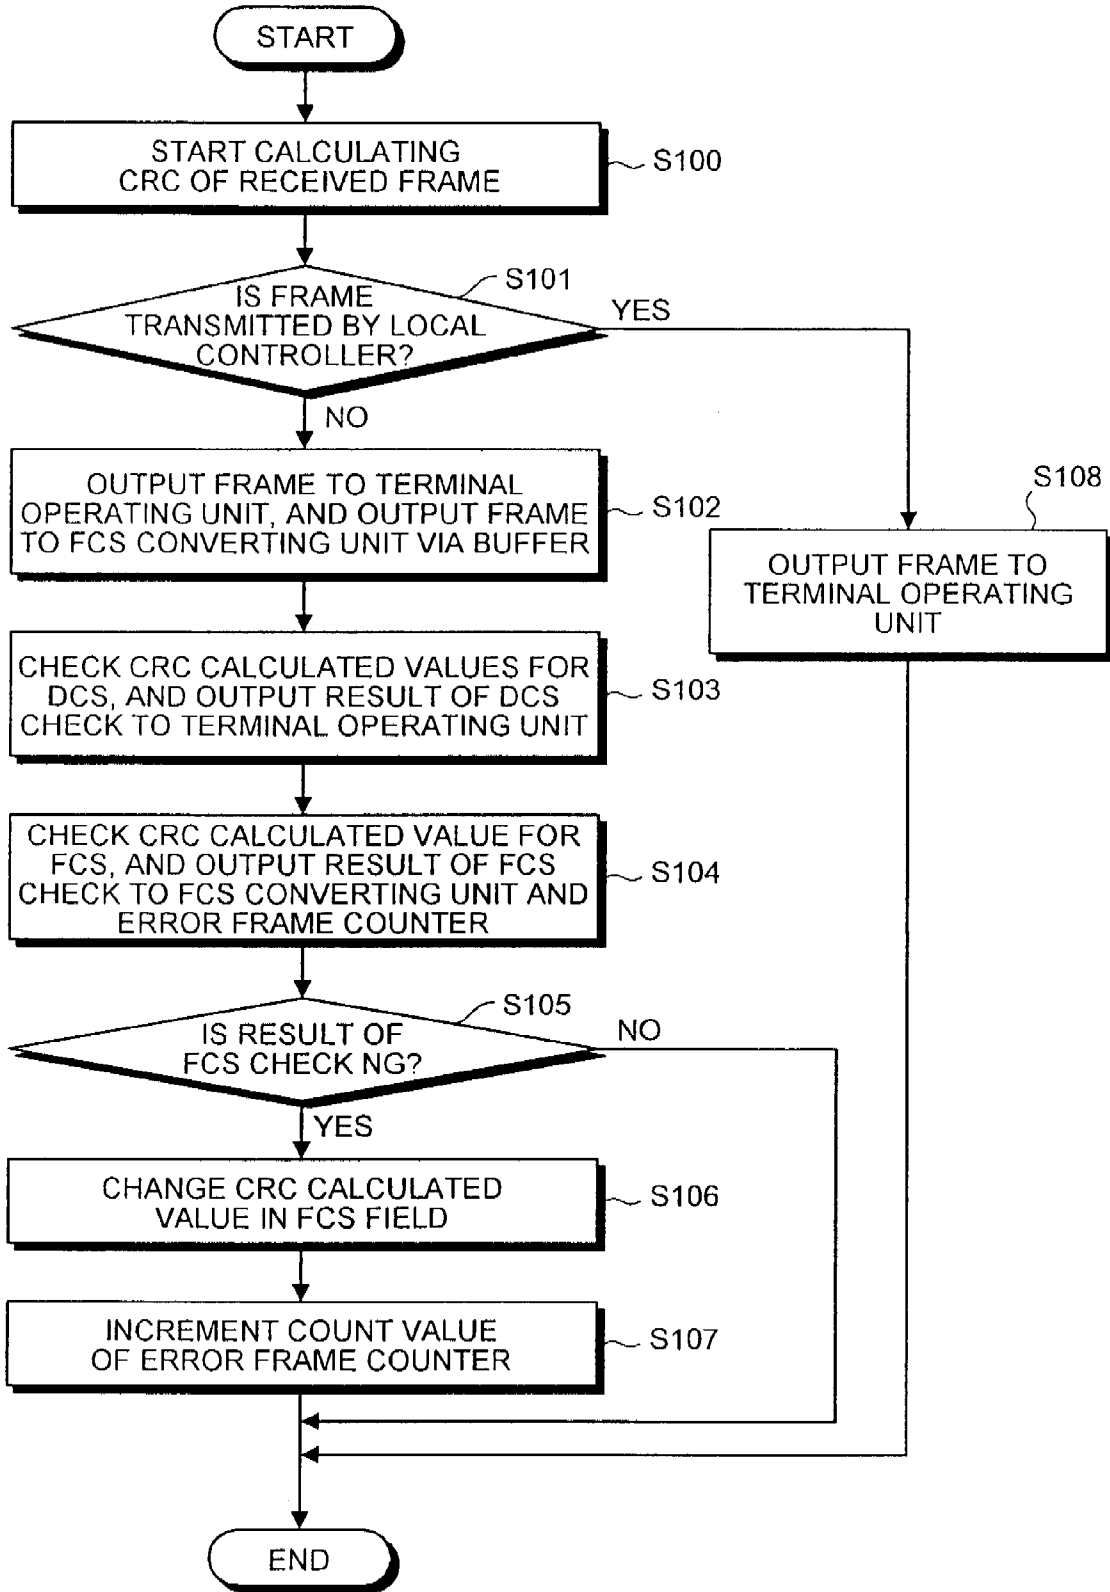 START
START CALCULATING
CRC OF RECEIVED FRAME
S100
S101
IS FRAME
TRANSMITTED BY LOCAL
CONTROLLER?
YES
NO
OUTPUT FRAME TO TERMINAL
OPERATING UNIT, AND OUTPUT FRAME
TO FCS CONVERTING UNIT VIA BUFFER
S102
S108
OUTPUT FRAME TO
TERMINAL OPERATING
UNIT
CHECK CRC CALCULATED VALUES FOR
DCS, AND OUTPUT RESULT OF DCS
CHECK TO TERMINAL OPERATING UNIT
S103
CHECK CRC CALCULATED VALUE FOR
FCS, AND OUTPUT RESULT OF FCS
CHECK TO FCS CONVERTING UNIT AND
ERROR FRAME COUNTER
S104
S105
IS RESULT OF
FCS CHECK NG?
NO
YES
CHANGE CRC CALCULATED
VALUE IN FCS FIELD
S106
INCREMENT COUNT VALUE
OF ERROR FRAME COUNTER
S107
END